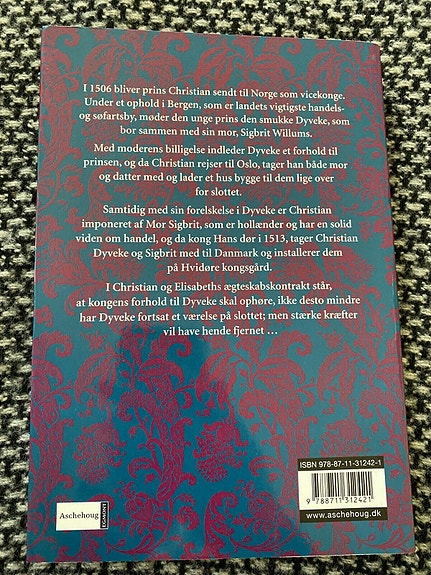 I 1506 bliver prins Christian sendt til Norge som vicekonge.
Under et ophold i Bergen, som er landets vigtigste handels-
og søfartsby, møder den unge prins den smukke Dyveke, som
bor sammen med sin mor, Sigbrit Willums.
Med moderens billigelse indleder Dyveke et forhold til
prinsen, og da Christian rejser til Oslo, tager han både mor
og datter med og lader et hus bygge til dem lige over
for slottet.
Samtidig med sin forelskelse i Dyveke er Christian
imponeret af Mor Sigbrit, som er hollænder og har en solid
viden om handel, og da kong Hans dør i 1513, tager Christian
Dyveke og Sigbrit med til Danmark og installerer dem
på Hvidøre kongsgård.
I Christian og Elisabeths ægteskabskontrakt står,
at kongens forhold til Dyveke skal ophøre, ikke desto mindre
har Dyveke fortsat et værelse på slottet; men stærke kræfter
vil have hende fjernet ...
ISBN 978-87-11-31242-1
9 788711 312421
www.aschehoug.dk
Aschehoug
EGMONT